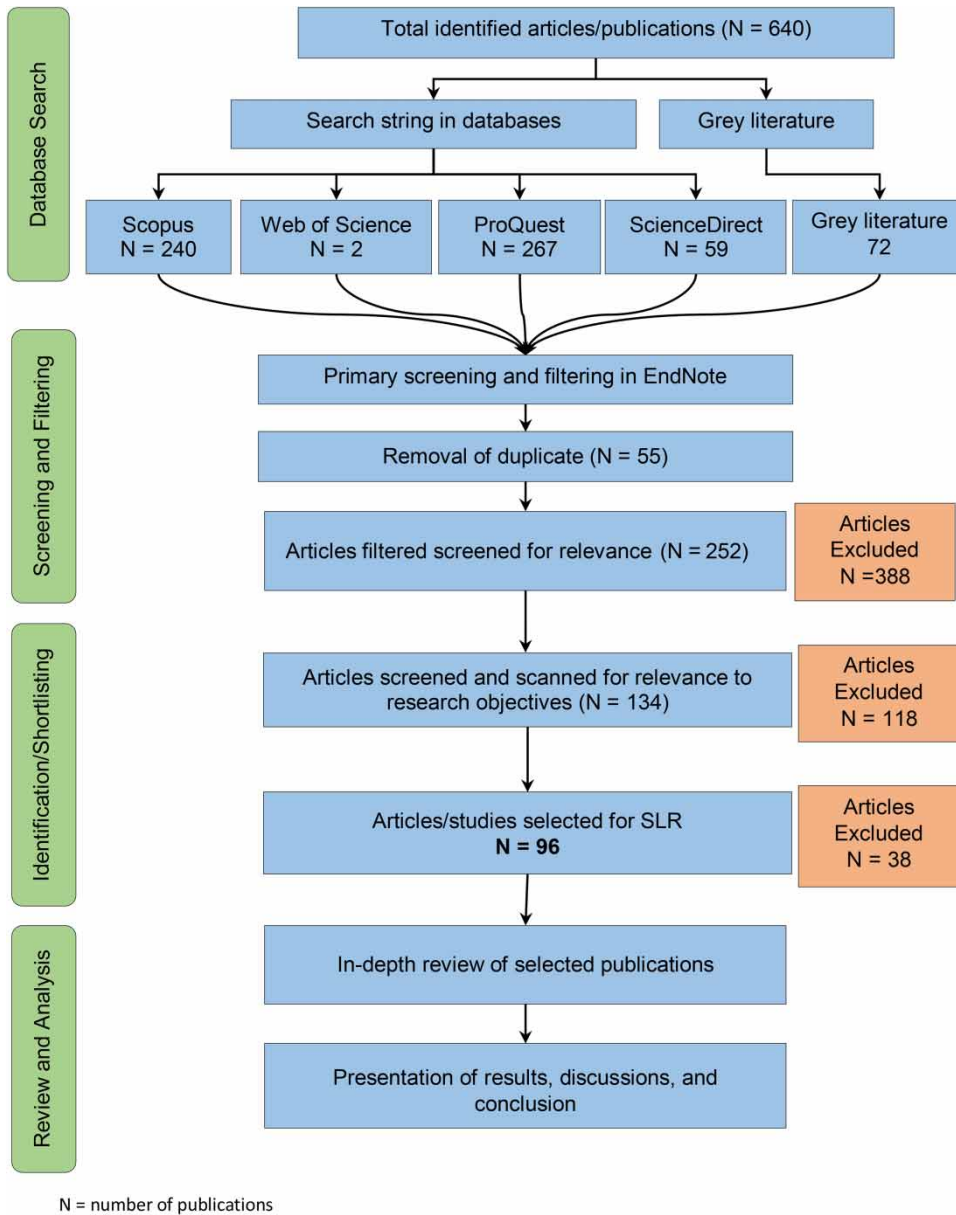 Database Search
Total identified articles/publications (N = 640)
Search string in databases
Grey literature
Scopus
N = 240
Web of Science
N = 2
ProQuest
N = 267
ScienceDirect
N = 59
Grey literature
72
Screening and Filtering
Primary screening and filtering in EndNote
Removal of duplicate (N = 55)
Articles filtered screened for relevance (N = 252)
Articles
Excluded
N =388
Identification/Shortlisting
Articles screened and scanned for relevance to
research objectives (N = 134)
Articles
Excluded
N = 118
Articles/studies selected for SLR
N = 96
Articles
Excluded
N = 38
Review and Analysis
In-depth review of selected publications
Presentation of results, discussions, and
conclusion
N = number of publications